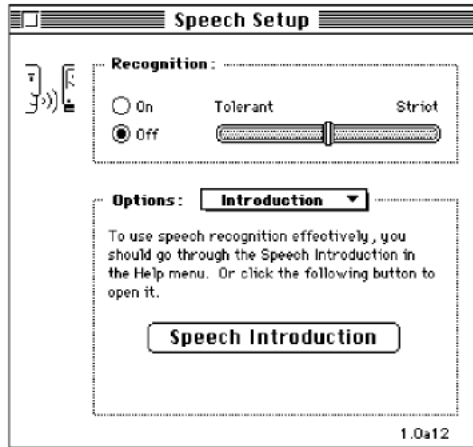 Speech Setup
Recognition:
On
Off
Tolerant Strict
Options: Introduction
To use speech recognition effectively, you
should go through the Speech Introduction in
the Help menu. Or click the following button to
open it.
Speech Introduction
1.0a12